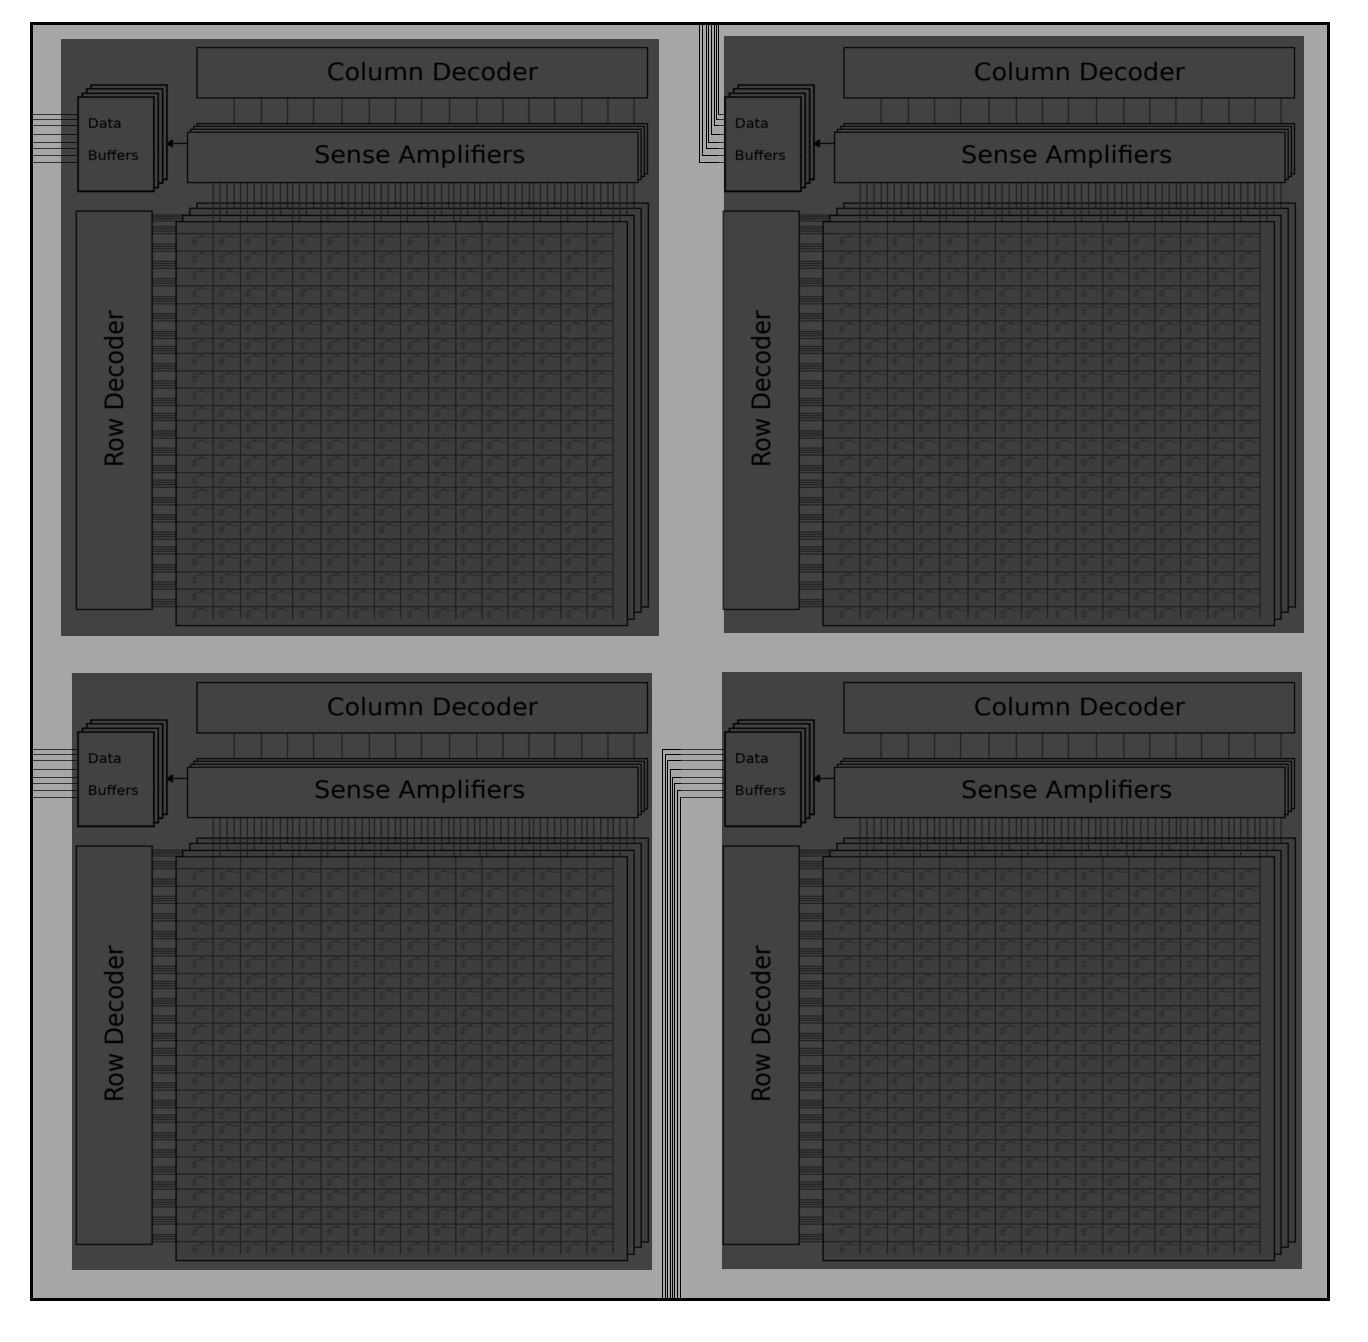 Column Decoder
Data
Buffers
Sense Amplifiers
Row Decoder
Column Decoder
Data
Buffers
Sense Amplifiers
Row Decoder
Column Decoder
Data
Buffers
Sense Amplifiers
Row Decoder
Column Decoder
Data
Buffers
Sense Amplifiers
Row Decoder